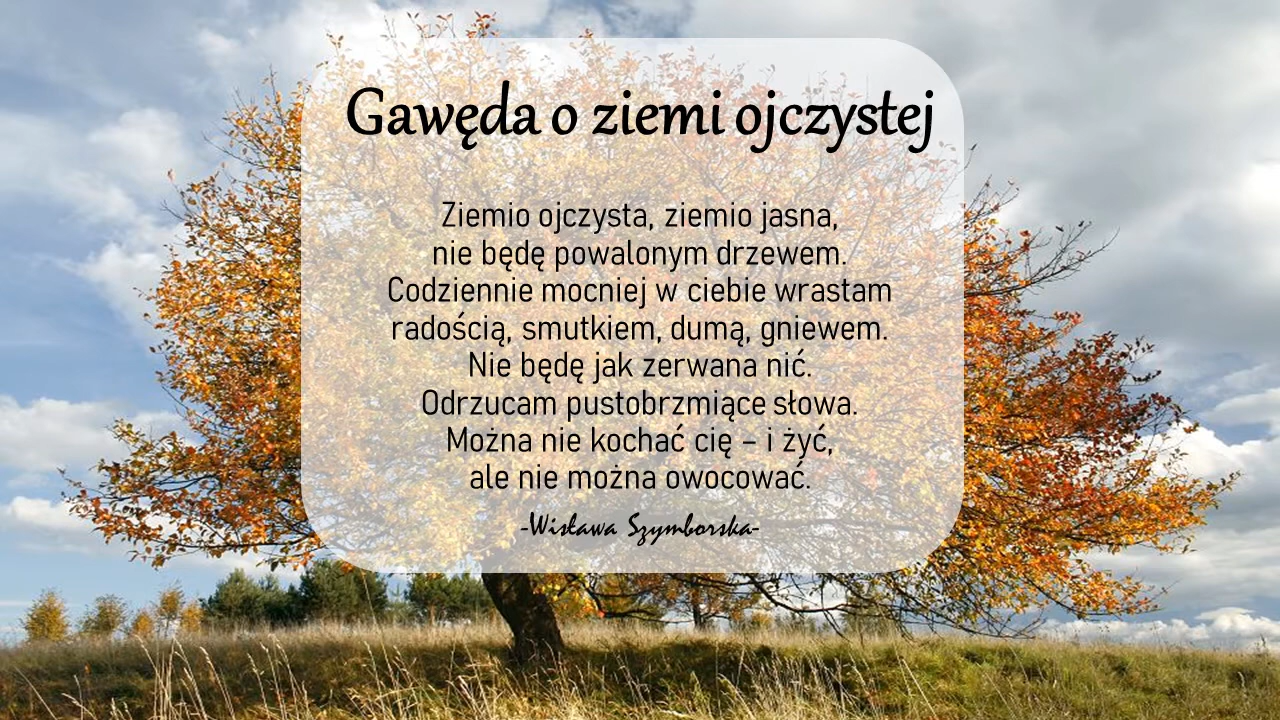 Gawęda o ziemi ojczystej
Ziemio ojczysta, ziemio jasna,
nie będę powalonym drzewem.
Codziennie mocniej w ciebie wrastam
radością, smutkiem, dumą, gniewem.
Nie będę jak zerwana nić.
Odrzucam pustobrzmiące słowa.
Można nie kochać cię – i żyć,
ale nie można owocować.
-Wisława Szymborska-